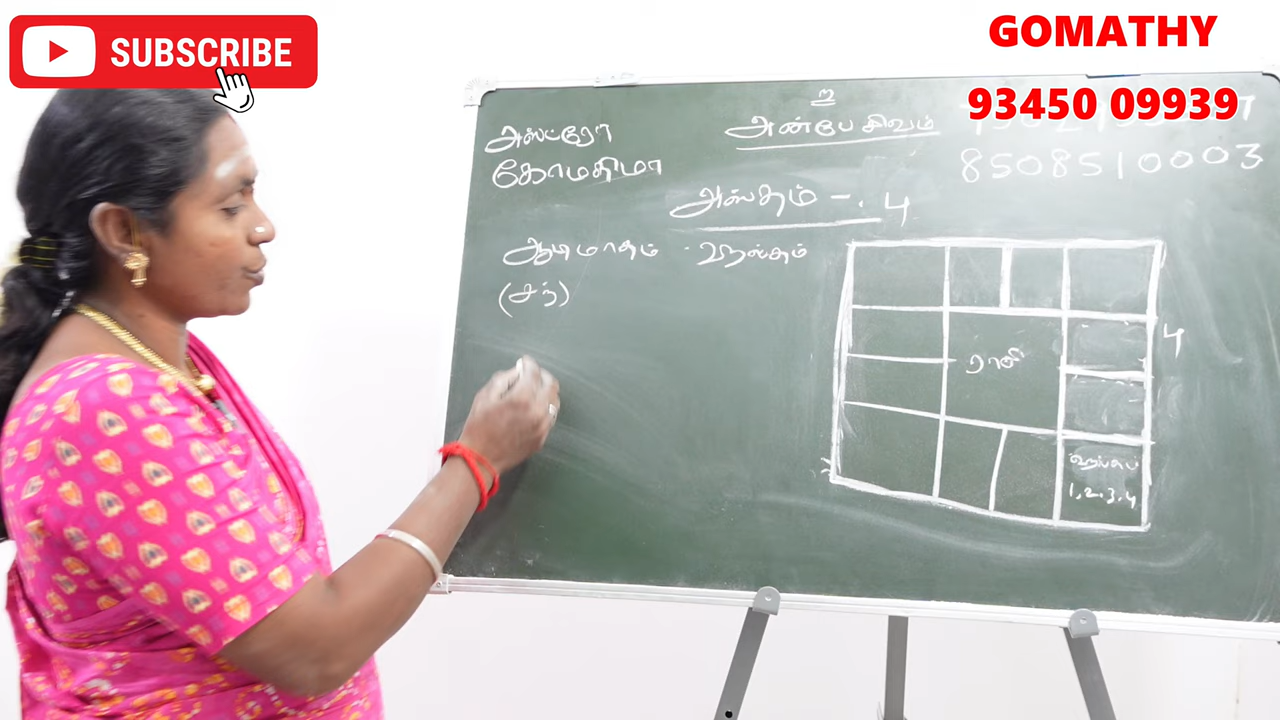 SUBSCRIBE
GOMATHY
93450 09939
உ
அஸ்ட்ரோ
கோமதிமா
அன்பே சிவம்
8508510003
அஸ்தம் - 4
ஆடிமாதம் - ஹஸ்தம்
(சந்)
ராசி
4
ஹஸ்தம்
1, 2, 3, 4